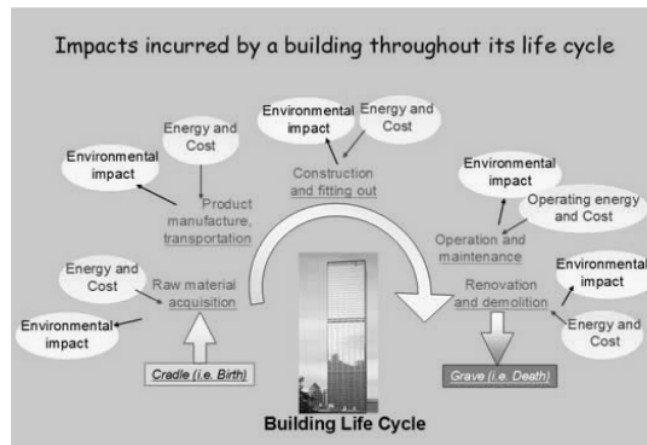 Impacts incurred by a building throughout its life cycle
Environmental
impact
Energy and
Cost
Construction
and fitting out
Energy and
Cost
Environmental
impact
Product
manufacture,
transportation
Environmental
impact
Operating energy
and Cost
Operation and
maintenance
Energy and
Cost
Raw material
acquisition
Environmental
impact
Renovation
and demolition
Environmental
impact
Energy and
Cost
Cradle (i.e. Birth)
Grave (i.e. Death)
Building Life Cycle